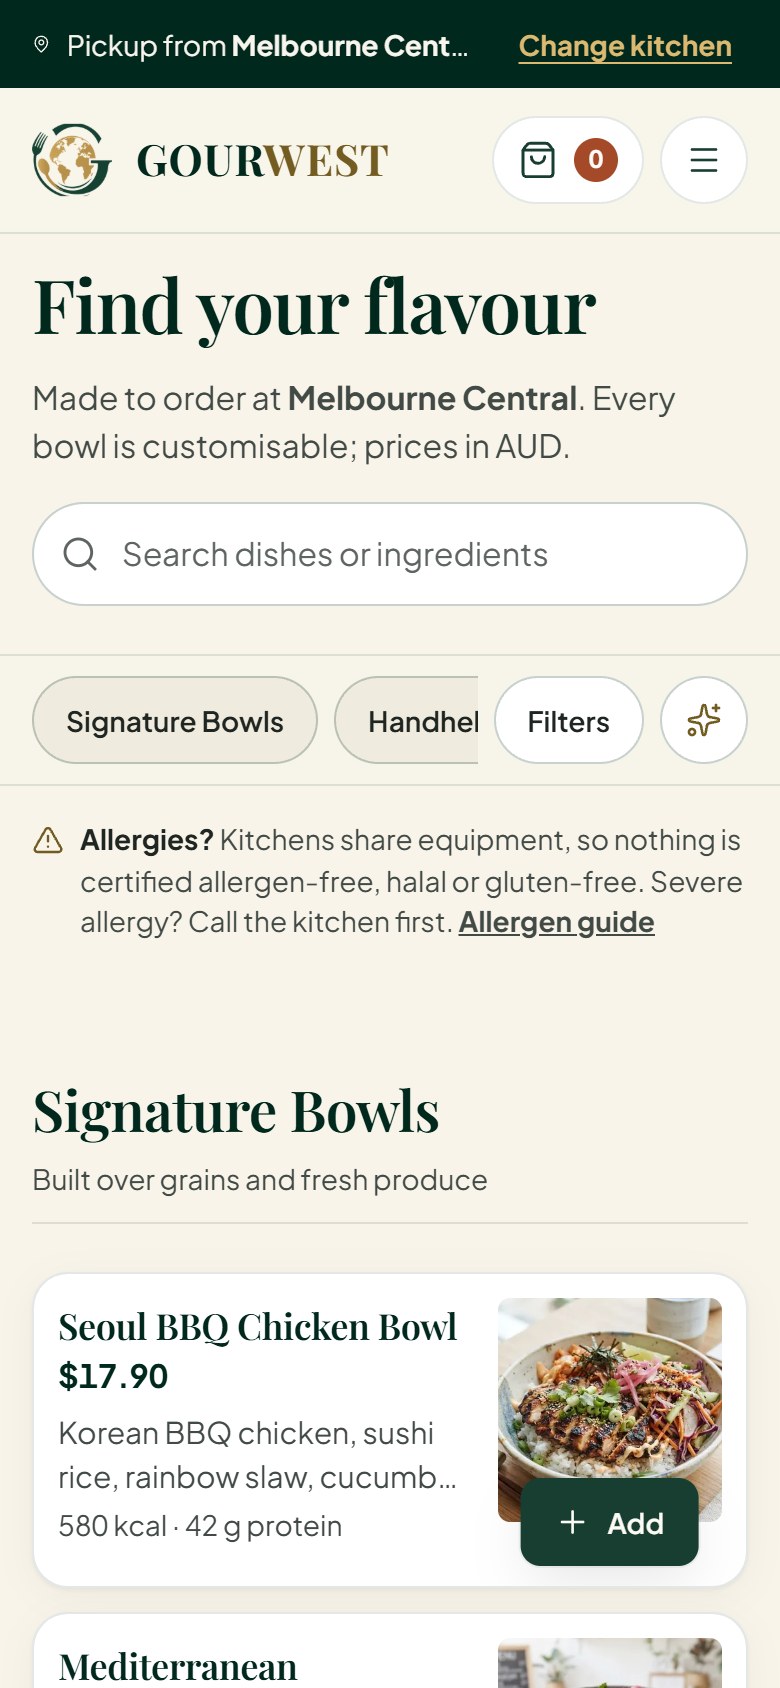 Pickup from Melbourne Cent...
Change kitchen
GOURWEST
0
Find your flavour
Made to order at Melbourne Central. Every
bowl is customisable; prices in AUD.
Search dishes or ingredients
Signature Bowls
Handhel
Filters
Allergies? Kitchens share equipment, so nothing is
certified allergen-free, halal or gluten-free. Severe
allergy? Call the kitchen first. Allergen guide
Signature Bowls
Built over grains and fresh produce
Seoul BBQ Chicken Bowl
$17.90
Korean BBQ chicken, sushi
rice, rainbow slaw, cucumb...
580 kcal · 42 g protein
+ Add
Mediterranean